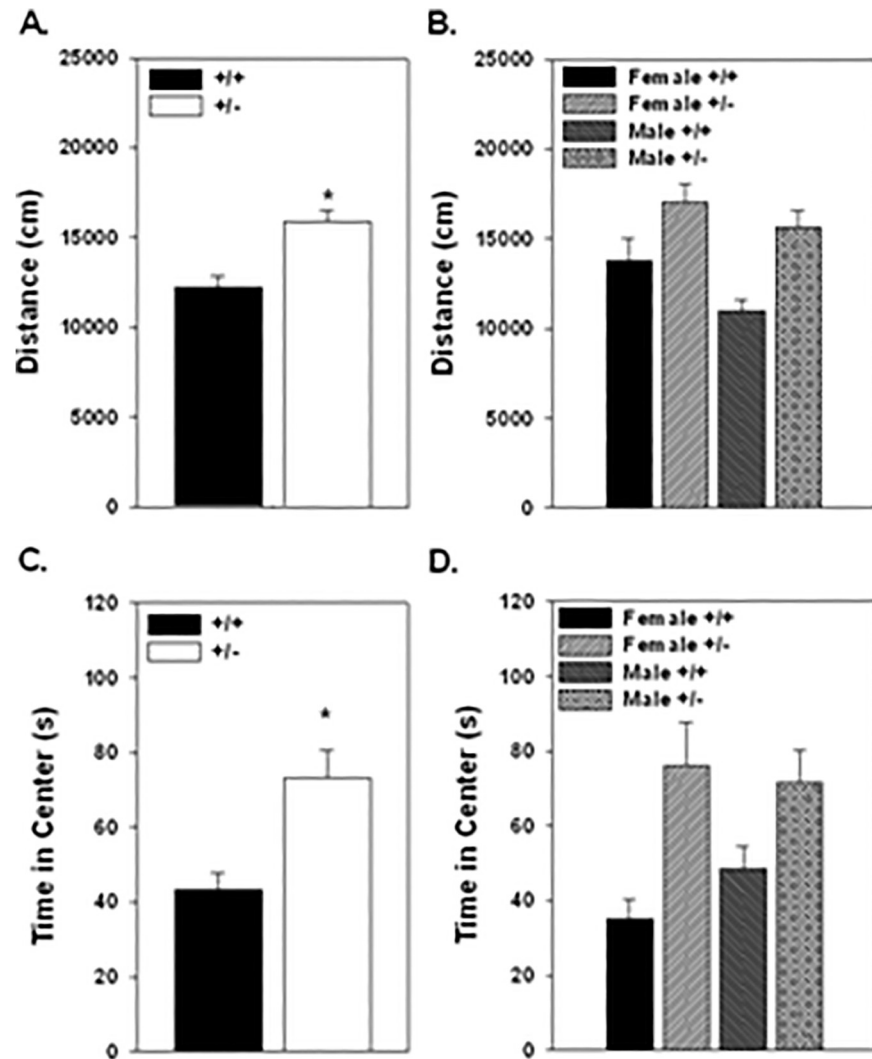 A.
25000
20000
15000
10000
5000
0
Distance (cm)
+/+
+/-
*
B.
25000
20000
15000
10000
5000
0
Distance (cm)
Female +/+
Female +/-
Male +/+
Male +/-
C.
120
100
80
60
40
20
0
Time in Center (s)
+/+
+/-
*
D.
120
100
80
60
40
20
0
Time in Center (s)
Female +/+
Female +/-
Male +/+
Male +/-